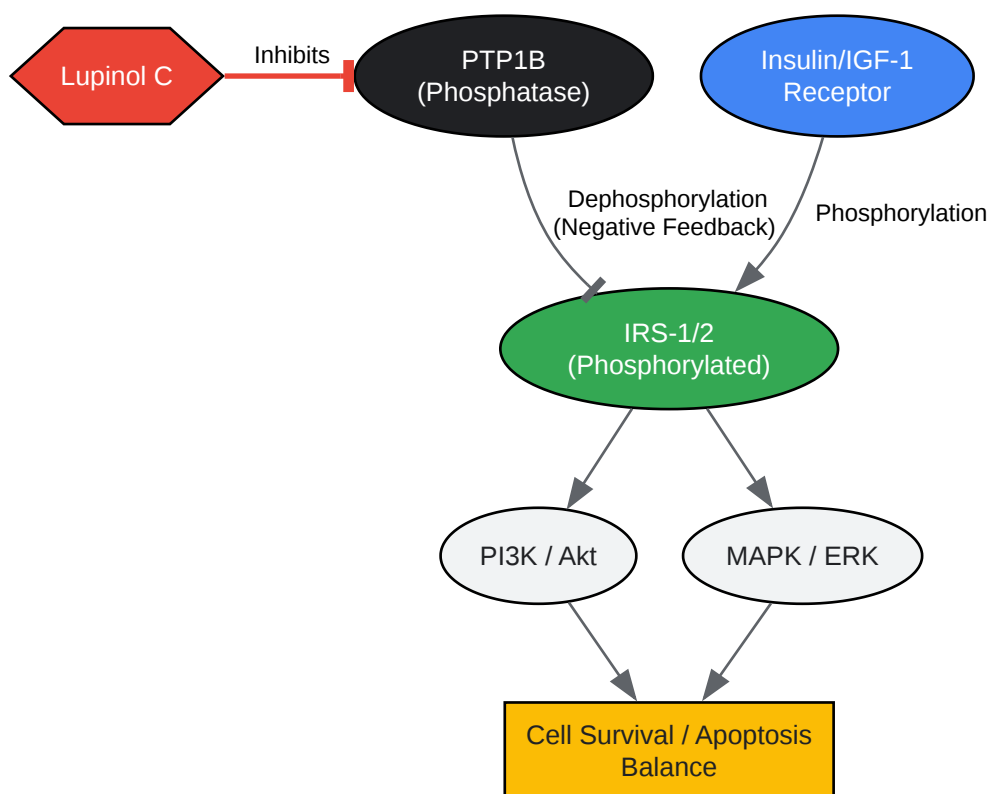 Lupinol C
Inhibits
PTP1B
(Phosphatase)
Insulin/IGF-1
Receptor
Dephosphorylation
(Negative Feedback)
Phosphorylation
IRS-1/2
(Phosphorylated)
PI3K / Akt
MAPK / ERK
Cell Survival / Apoptosis
Balance